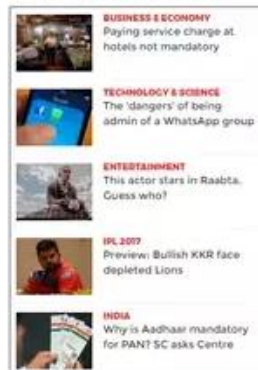 BUSINESS & ECONOMY
Paying service charge at
hotels not mandatory
TECHNOLOGY & SCIENCE
The 'dangers' of being
admin of a WhatsApp group
ENTERTAINMENT
This actor stars in Raabta.
Guess who?
IPL 2017
Preview: Bullish KKR face
depleted Lions
INDIA
Why is Aadhaar mandatory
for PAN? SC asks Centre